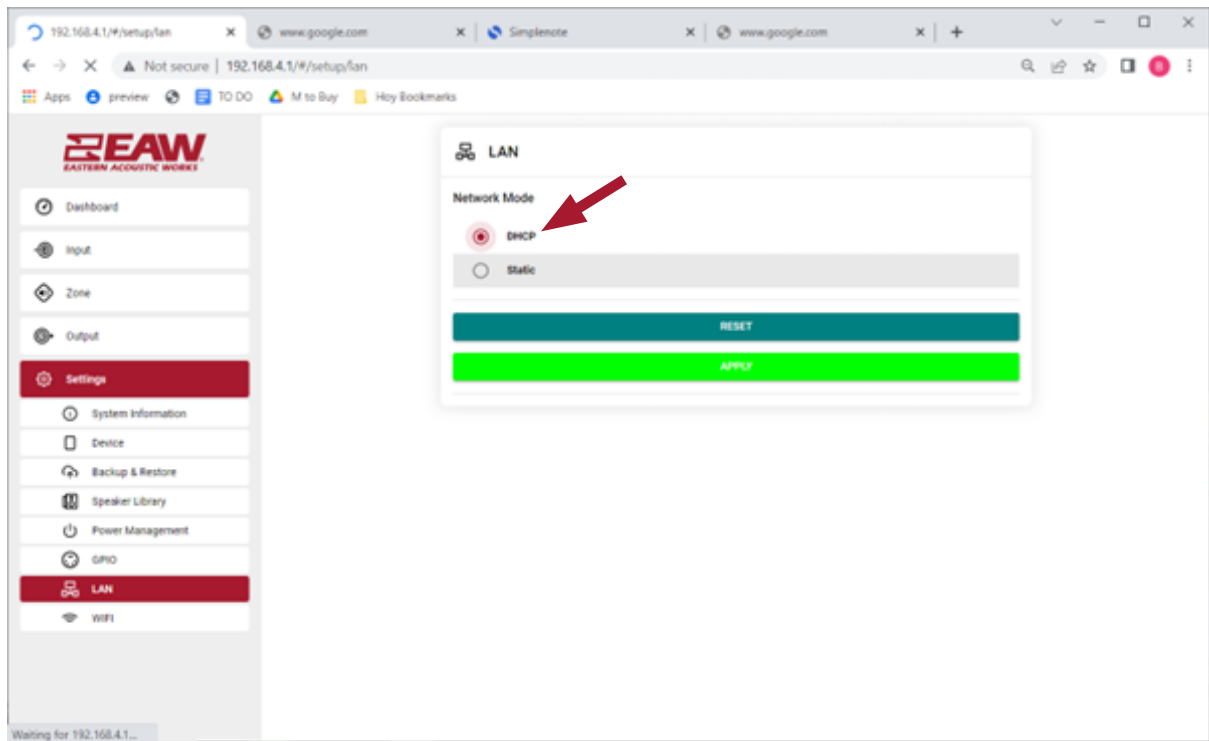 192.168.4.1/#/setup/lan
www.google.com
Simplenote
www.google.com
Not secure | 192.168.4.1/#/setup/lan
8
Apps
preview
TO DO
M to Buy
Hoy Bookmarks
EAW
EASTERN ACOUSTIC WORKS
Dashboard
Input
Zone
Output
Settings
System Information
Device
Backup & Restore
Speaker Library
Power Management
GPIO
LAN
WIFI
LAN
Network Mode
DHCP
Static
RESET
APPLY
Waiting for 192.168.4.1...